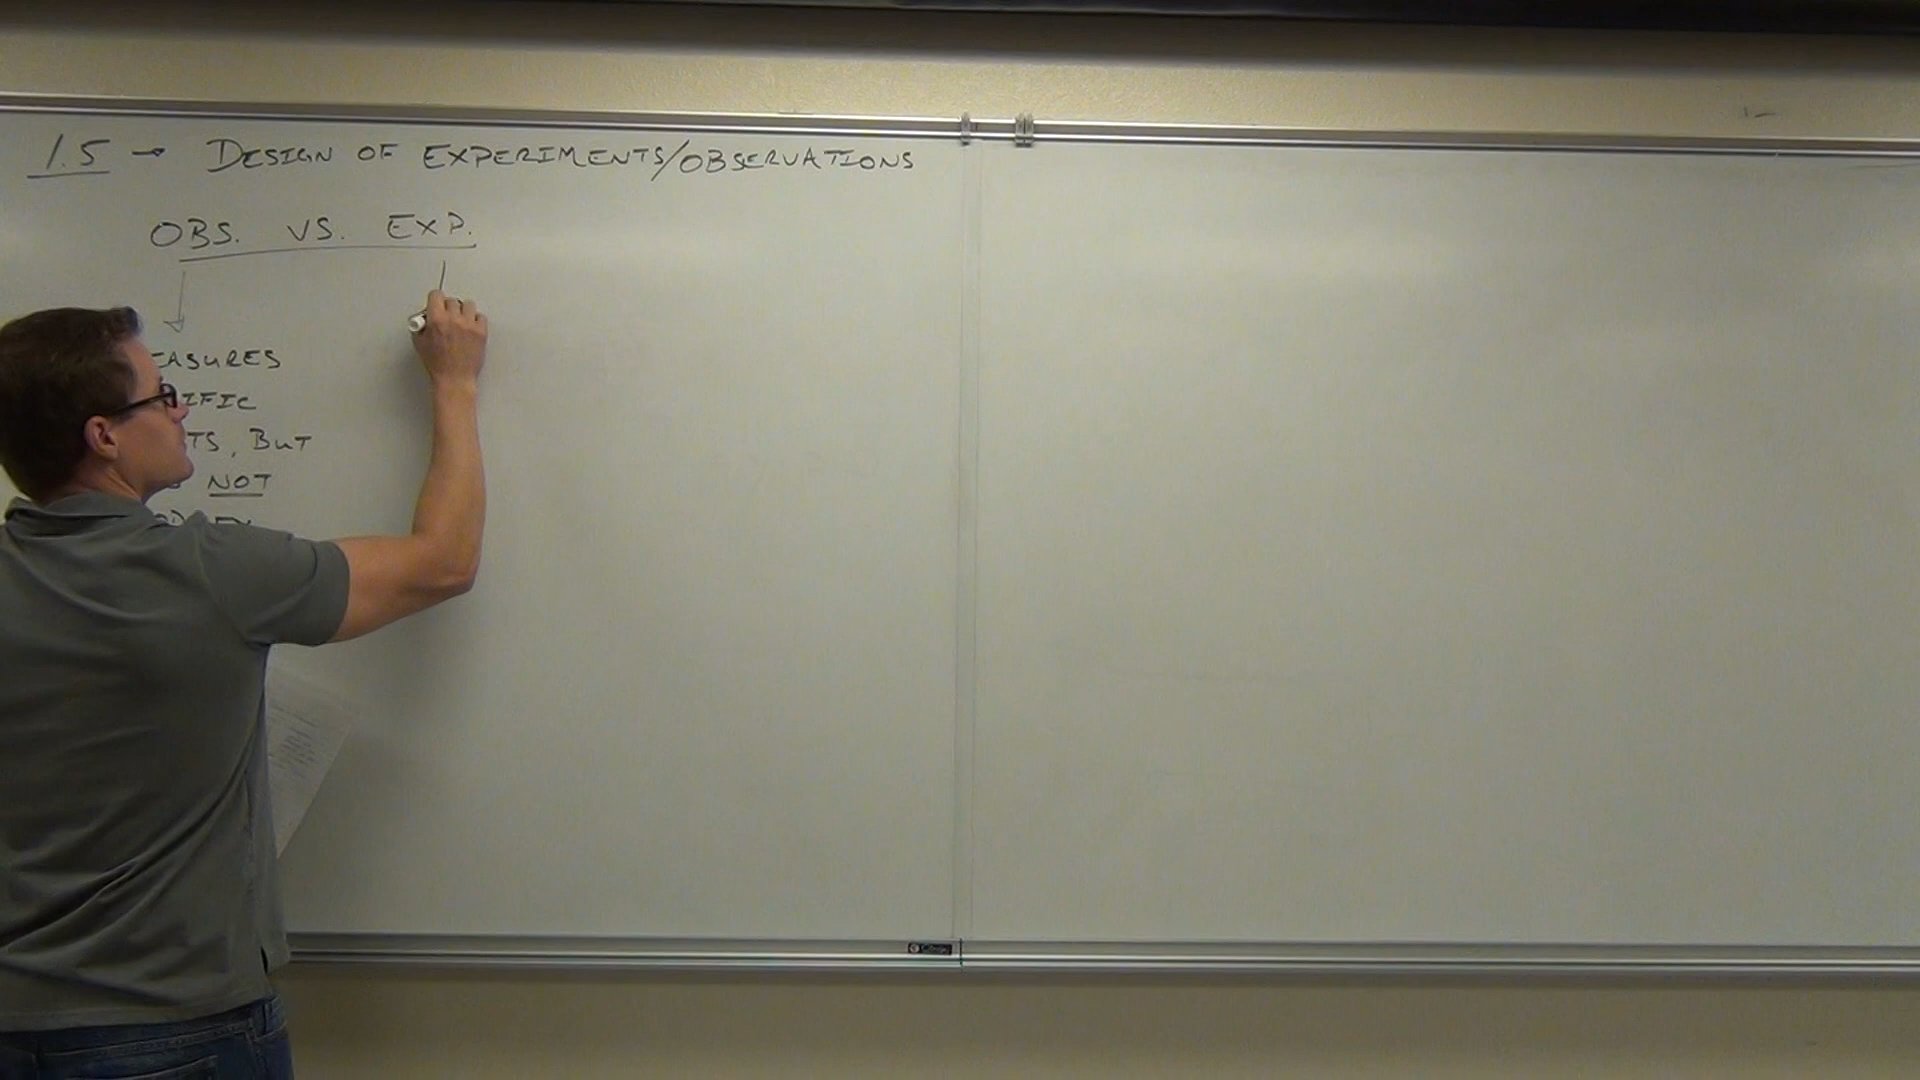 1.5 → DESIGN OF EXPERIMENTS/OBSERVATIONS
OBS. VS. EXP.
EASURES
IFIC
TS, BUT
NOT